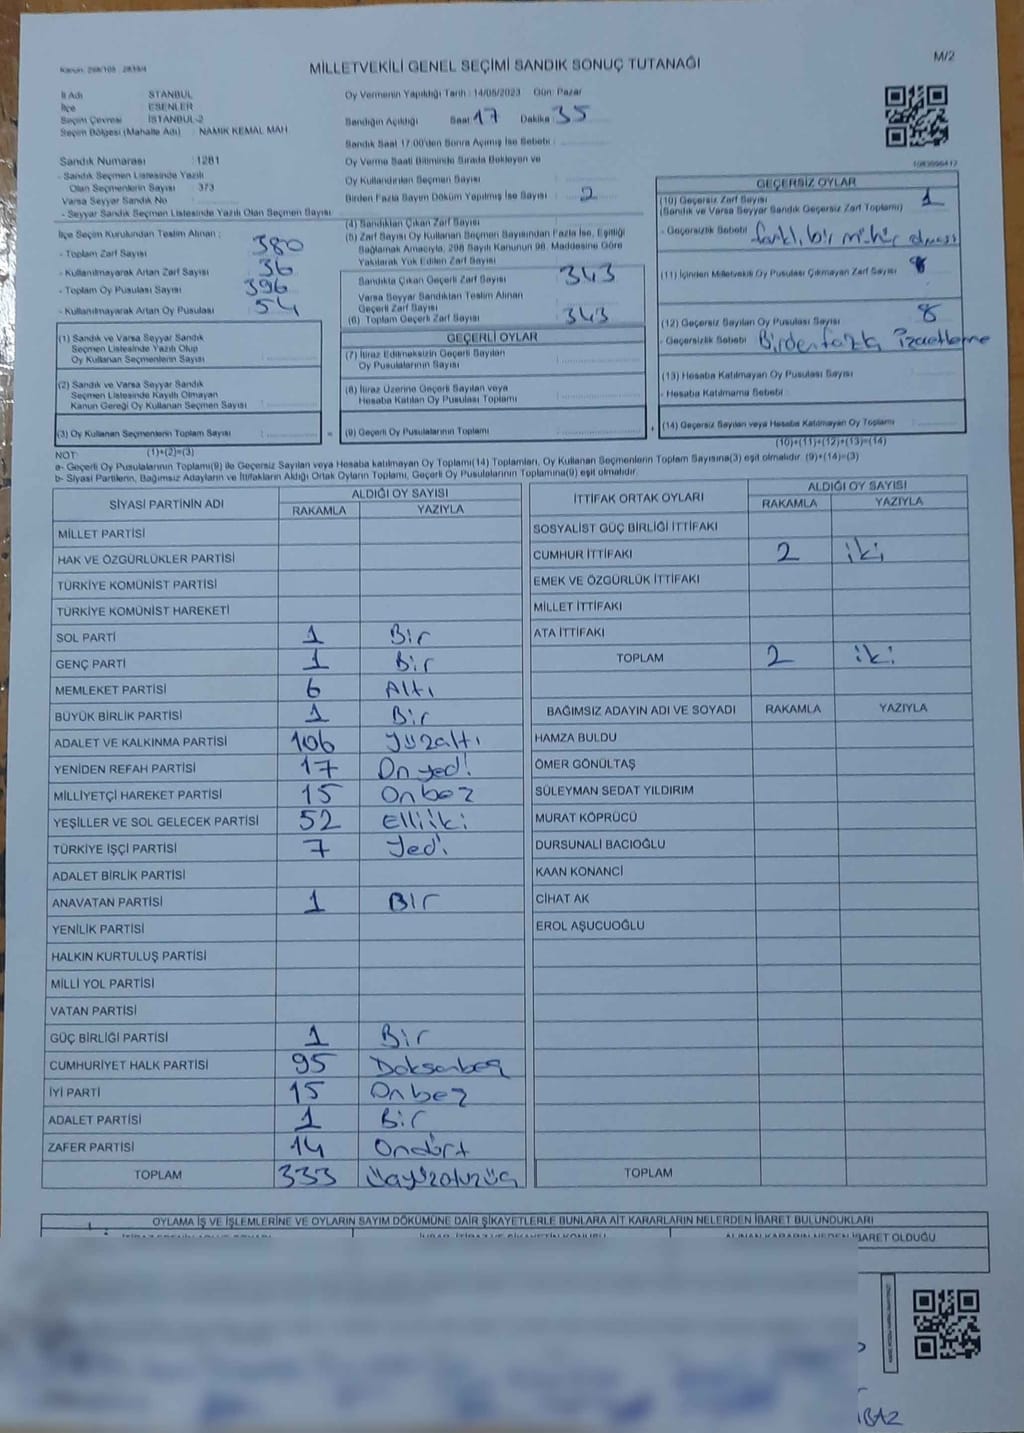 M/2
Kanun: 298/105 - 2839/4
MİLLETVEKİLİ GENEL SEÇİMİ SANDIK SONUÇ TUTANAĞI
İl Adı STANBUL
İlçe ESENLER
Seçim Çevresi İSTANBUL-2
Seçim Bölgesi (Mahalle Adı) : NAMIK KEMAL MAH.
Sandık Numarası : 1281
- Sandık Seçmen Listesinde Yazılı
Olan Seçmenlerin Sayısı : 373
Varsa Seyyar Sandık No
- Seyyar Sandık Seçmen Listesinde Yazılı Olan Seçmen Sayısı
İlçe Seçim Kurulundan Teslim Alınan ;
- Toplam Zarf Sayısı 380
- Kullanılmayarak Artan Zarf Sayısı 36
- Toplam Oy Pusulası Sayısı 396
- Kullanılmayarak Artan Oy Pusulası 54
Oy Vermenin Yapıldığı Tarih : 14/05/2023 Gün: Pazar
Sandığın Açıldığı Saat 17 Dakika 35
Sandık Saat 17.00'den Sonra Açılmış İse Sebebi :
Oy Verme Saati Bitiminde Sırada Bekleyen ve
Oy Kullandırılan Seçmen Sayısı
Birden Fazla Sayım Döküm Yapılmış İse Sayısı : 2
(4) Sandıktan Çıkan Zarf Sayısı
(5) Zarf Sayısı Oy Kullanan Seçmen Sayısından Fazla İse, Eşitliği
Sağlamak Amacıyla, 298 Sayılı Kanunun 98. Maddesine Göre
Yakılarak Yok Edilen Zarf Sayısı
Sandıkta Çıkan Geçerli Zarf Sayısı 343
Varsa Seyyar Sandıktan Teslim Alınan
Geçerli Zarf Sayısı
(6) Toplam Geçerli Zarf Sayısı : 343
1083996417
GEÇERSİZ OYLAR
(10) Geçersiz Zarf Sayısı 1
(Sandık ve Varsa Seyyar Sandık Geçersiz Zarf Toplamı)
- Geçersizlik Sebebi farklı bir mühür olması
(11) İçinden Milletvekili Oy Pusulası Çıkmayan Zarf Sayısı
(12) Geçersiz Sayılan Oy Pusulası Sayısı 8
- Geçersizlik Sebebi Birden fazla
(13) Hesaba Katılmayan Oy Pusulası Sayısı
- Hesaba Katılmama Sebebi
(14) Geçersiz Sayılan veya Hesaba Katılmayan Oy Toplamı :
(10)+(11)+(12)+(13)=(14)
(1) Sandık ve Varsa Seyyar Sandık
Seçmen Listesinde Yazılı Olup
Oy Kullanan Seçmenlerin Sayısı :
(2) Sandık ve Varsa Seyyar Sandık
Seçmen Listesinde Kayıtlı Olmayan
Kanun Gereği Oy Kullanan Seçmen Sayısı :
(3) Oy Kullanan Seçmenlerin Toplam Sayısı :
(1)+(2)=(3)
GEÇERLİ OYLAR
(7) İtiraz Edilmeksizin Geçerli Sayılan
Oy Pusulalarının Sayısı :
(8) İtiraz Üzerine Geçerli Sayılan veya
Hesaba Katılan Oy Pusulası Toplamı :
(9) Geçerli Oy Pusulalarının Toplamı :
NOT:
a- Geçerli Oy Pusulalarının Toplamı(9) ile Geçersiz Sayılan veya Hesaba katılmayan Oy Toplamı(14) Toplamları, Oy Kullanan Seçmenlerin Toplam Sayısına(3) eşit olmalıdır. (9)+(14)=(3)
b- Siyasi Partilerin, Bağımsız Adayların ve İttifakların Aldığı Ortak Oyların Toplamı, Geçerli Oy Pusulalarının Toplamına(9) eşit olmalıdır.
SİYASİ PARTİNİN ADI ALDIĞI OY SAYISI
RAKAMLA YAZIYLA
MİLLET PARTİSİ
HAK VE ÖZGÜRLÜKLER PARTİSİ
TÜRKİYE KOMÜNİST PARTİSİ
TÜRKİYE KOMÜNİST HAREKETİ
SOL PARTİ 1 Bir
GENÇ PARTİ 1 Bir
MEMLEKET PARTİSİ 6 Altı
BÜYÜK BİRLİK PARTİSİ 1 Bir
ADALET VE KALKINMA PARTİSİ 106 Yüzaltı
YENİDEN REFAH PARTİSİ 17 Onyedi
MİLLİYETÇİ HAREKET PARTİSİ 15 Onbeş
YEŞİLLER VE SOL GELECEK PARTİSİ 52 Elliiki
TÜRKİYE İŞÇİ PARTİSİ 7 Yedi
ADALET BİRLİK PARTİSİ
ANAVATAN PARTİSİ 1 Bir
YENİLİK PARTİSİ
HALKIN KURTULUŞ PARTİSİ
MİLLİ YOL PARTİSİ
VATAN PARTİSİ
GÜÇ BİRLİĞİ PARTİSİ 1 Bir
CUMHURİYET HALK PARTİSİ 95 Doksanbeş
İYİ PARTİ 15 Onbeş
ADALET PARTİSİ 1 Bir
ZAFER PARTİSİ 14 Ondört
TOPLAM 333 üçyüzotuzüç
İTTİFAK ORTAK OYLARI ALDIĞI OY SAYISI
RAKAMLA YAZIYLA
SOSYALİST GÜÇ BİRLİĞİ İTTİFAKI
CUMHUR İTTİFAKI 2 iki
EMEK VE ÖZGÜRLÜK İTTİFAKI
MİLLET İTTİFAKI
ATA İTTİFAKI
TOPLAM 2 iki
BAĞIMSIZ ADAYIN ADI VE SOYADI RAKAMLA YAZIYLA
HAMZA BULDU
ÖMER GÖNÜLTAŞ
SÜLEYMAN SEDAT YILDIRIM
MURAT KÖPRÜCÜ
DURSUNALİ BACIOĞLU
KAAN KONANCİ
CİHAT AK
EROL AŞUCUOĞLU
TOPLAM
OYLAMA İŞ VE İŞLEMLERİNE VE OYLARIN SAYIM DÖKÜMÜNE DAİR ŞİKAYETLERLE BUNLARA AİT KARARLARIN NELERDEN İBARET BULUNDUKLARI
ALINAN KARARIN NEDEN İBARET OLDUĞU